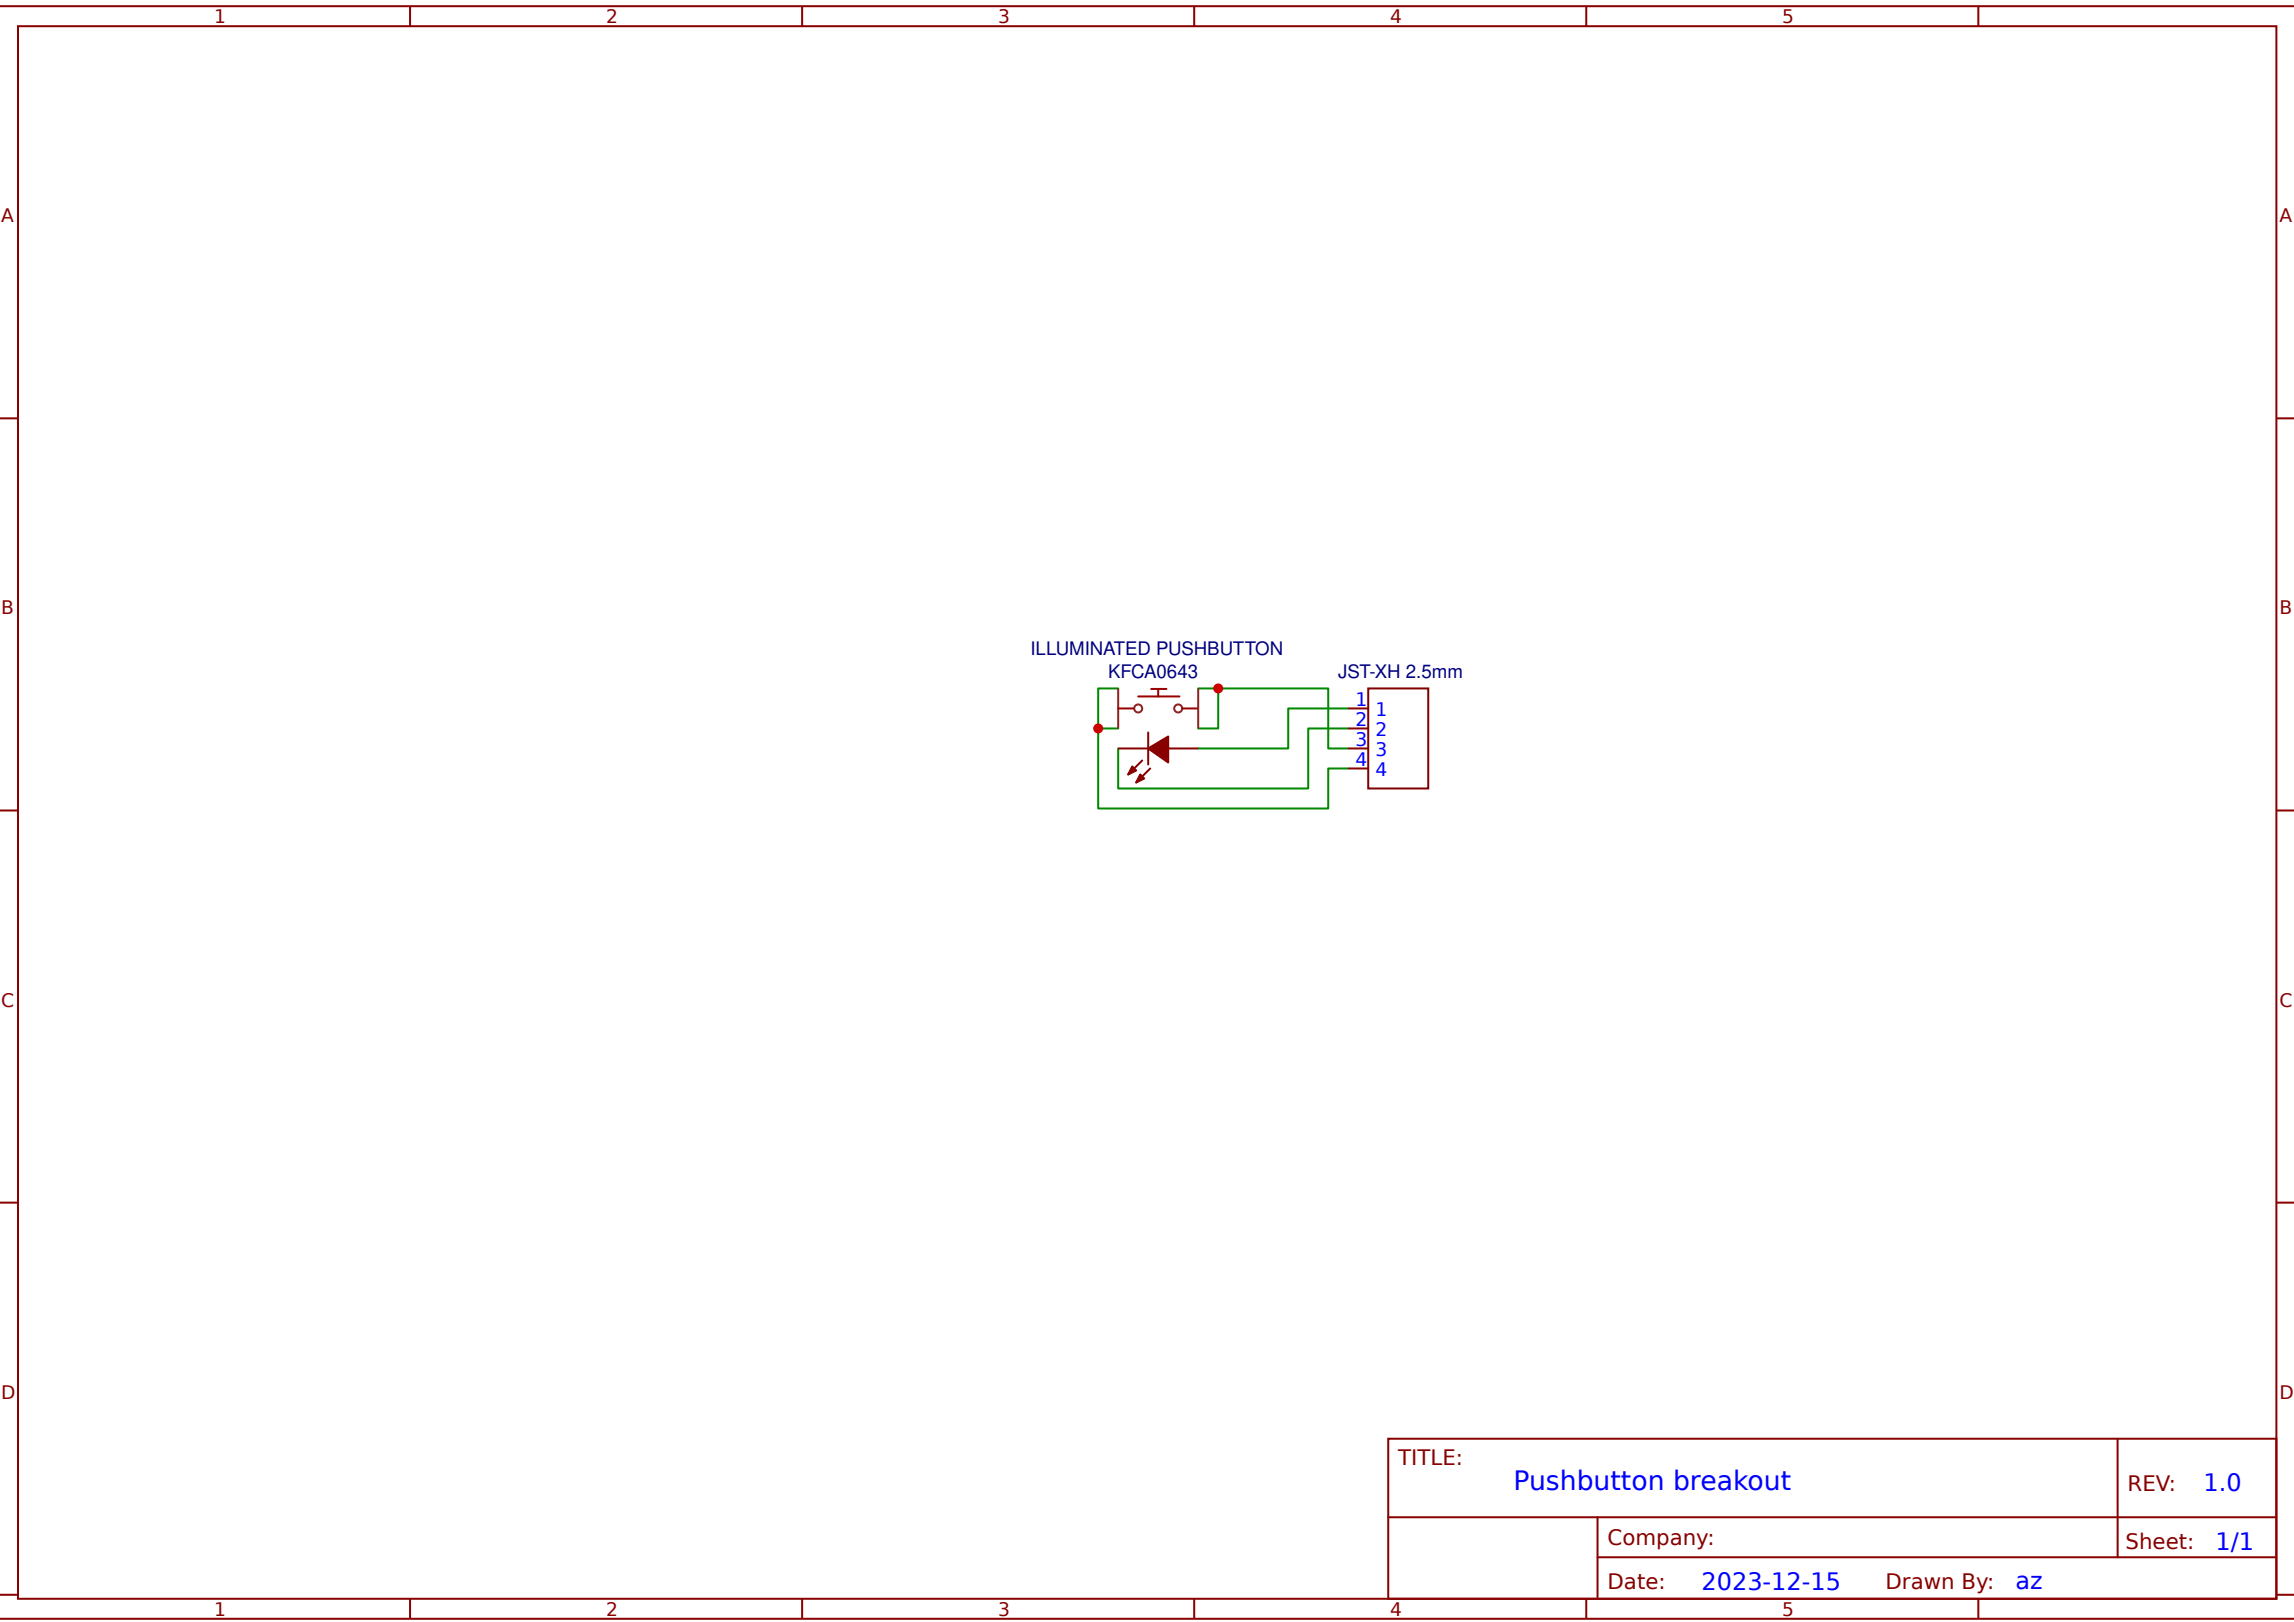 1 2 3 4 5
A A
B B
ILLUMINATED PUSHBUTTON
KFCA0643 JST-XH 2.5mm
1 1
2 2
3 3
4 4
C C
D D
TITLE: Pushbutton breakout REV: 1.0
Company: Sheet: 1/1
Date: 2023-12-15 Drawn By: az
1 2 3 4 5